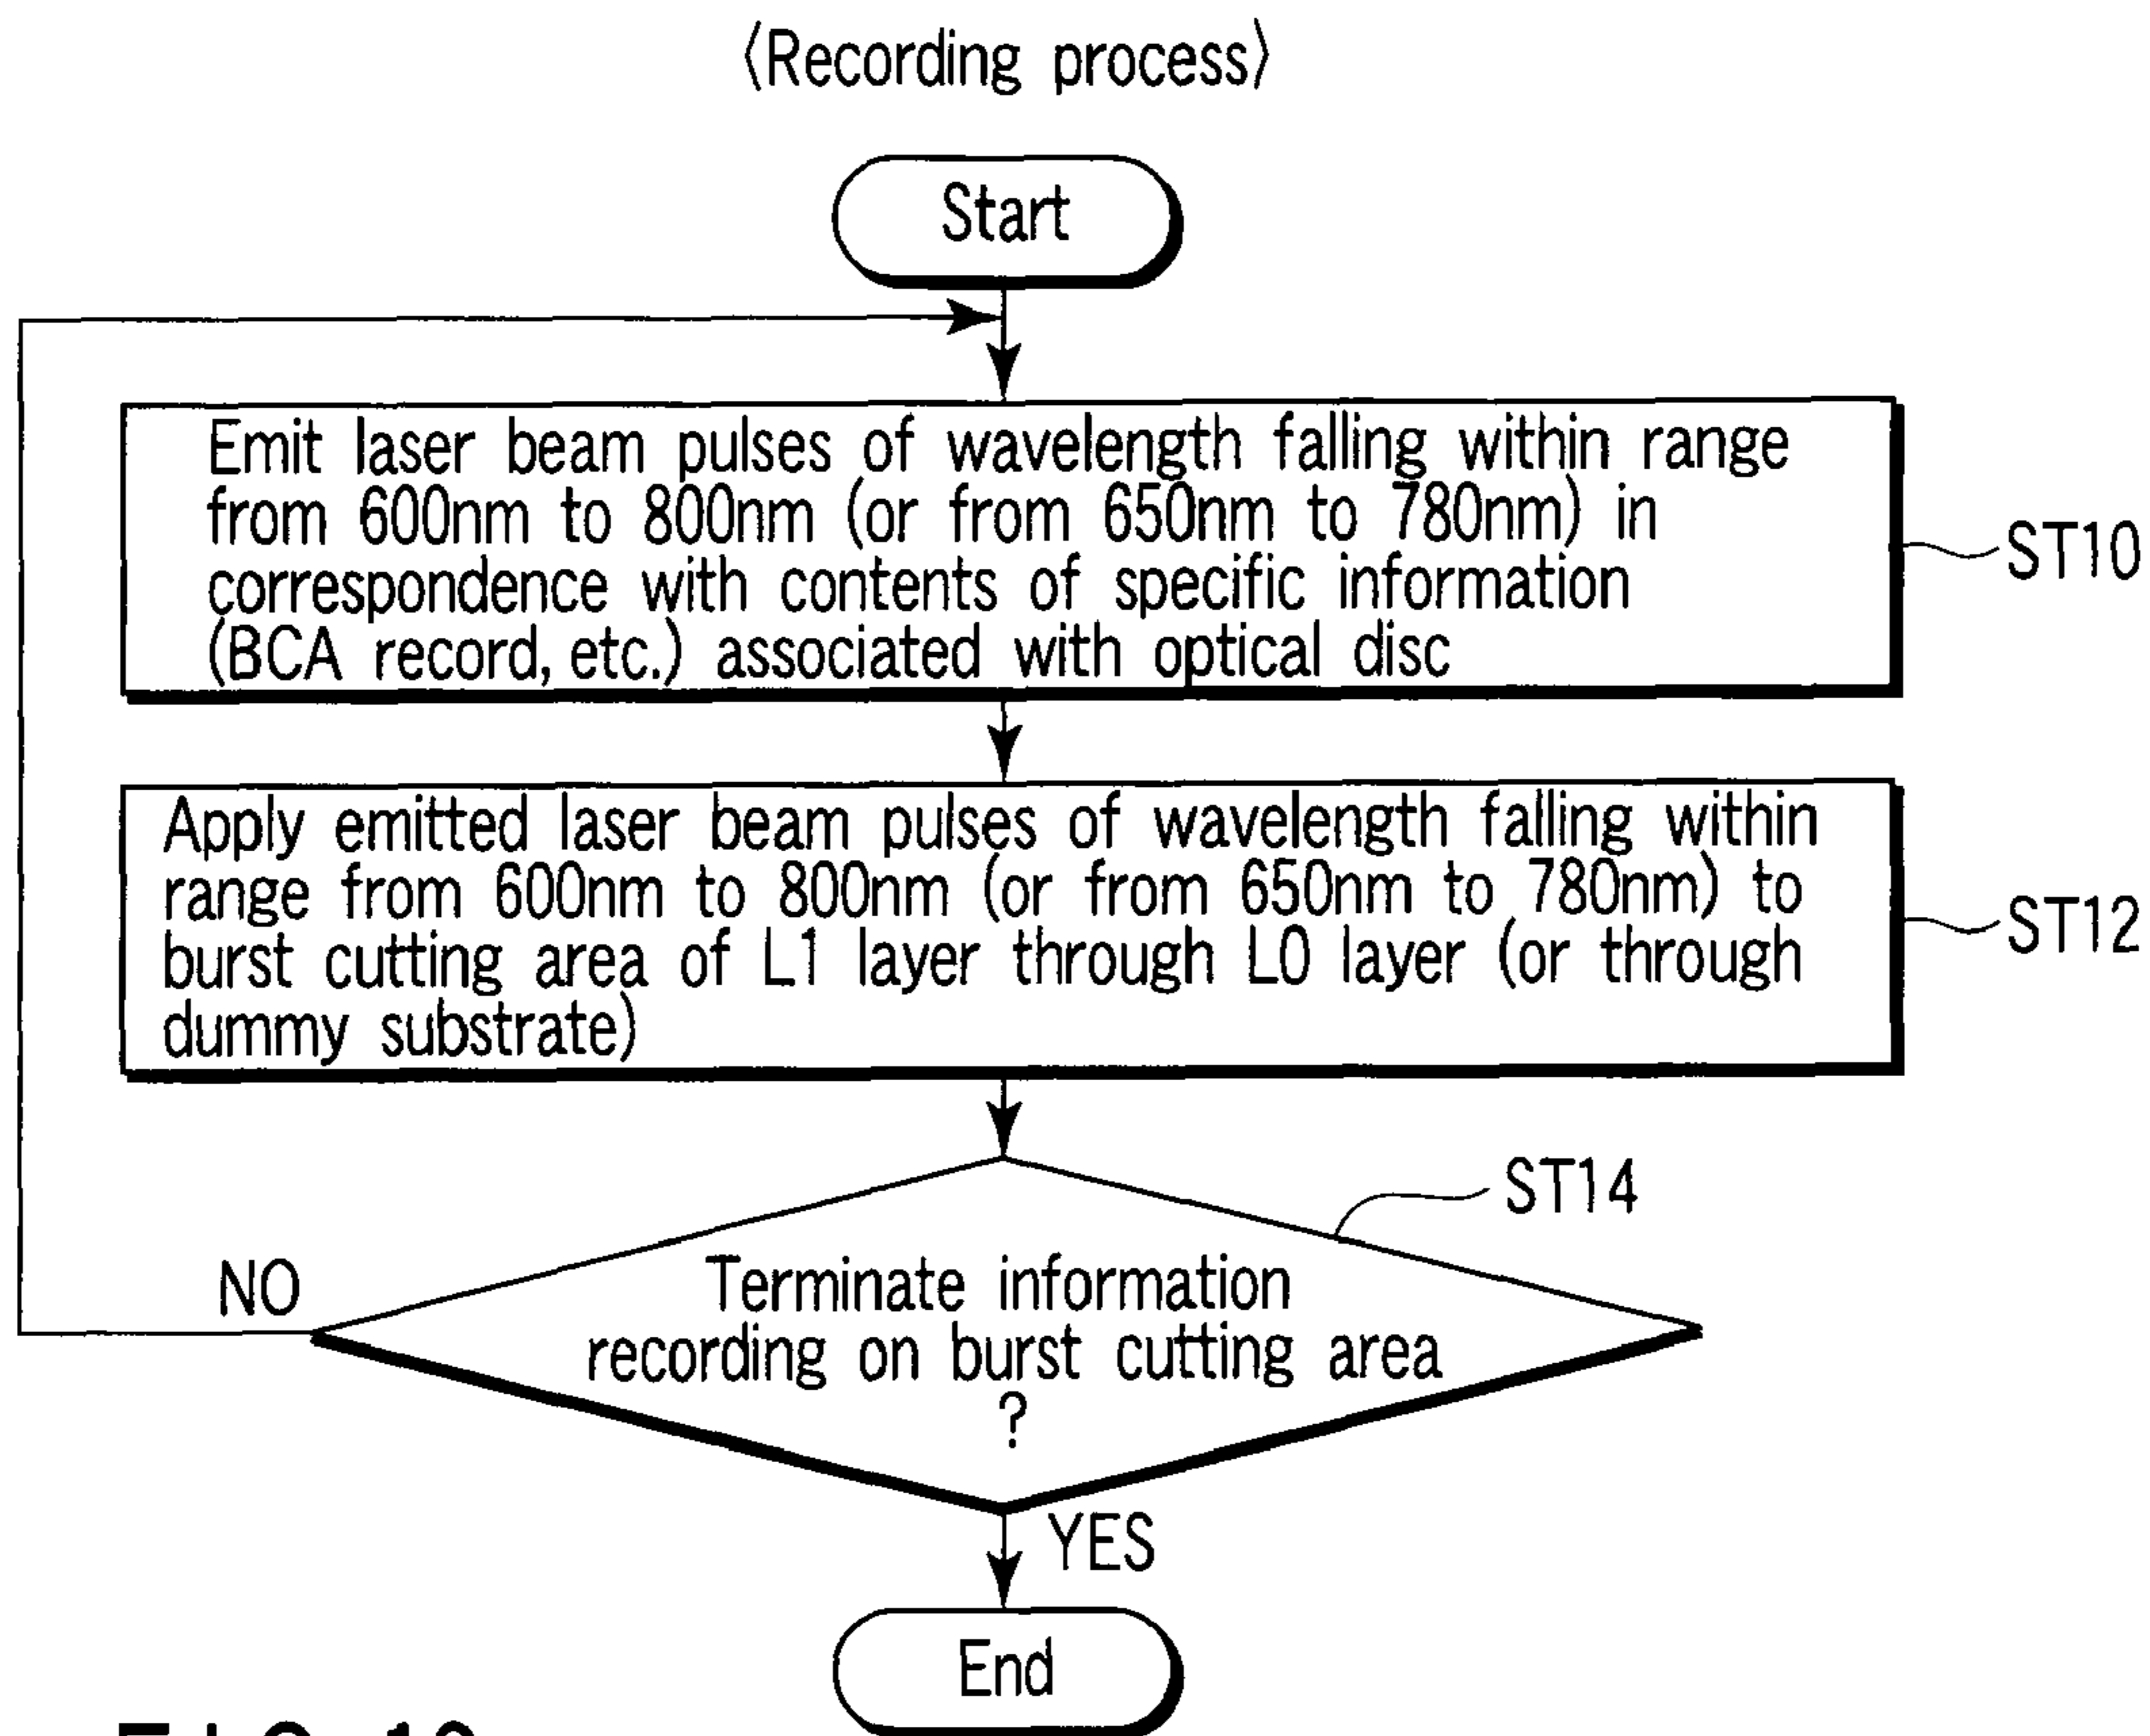 〈Recording process〉
Start
Emit laser beam pulses of wavelength falling within range
from 600nm to 800nm (or from 650nm to 780nm) in
correspondence with contents of specific information
(BCA record, etc.) associated with optical disc
ST10
Apply emitted laser beam pulses of wavelength falling within
range from 600nm to 800nm (or from 650nm to 780nm) to
burst cutting area of L1 layer through L0 layer (or through
dummy substrate)
ST12
ST14
NO
Terminate information
recording on burst cutting area
?
YES
End